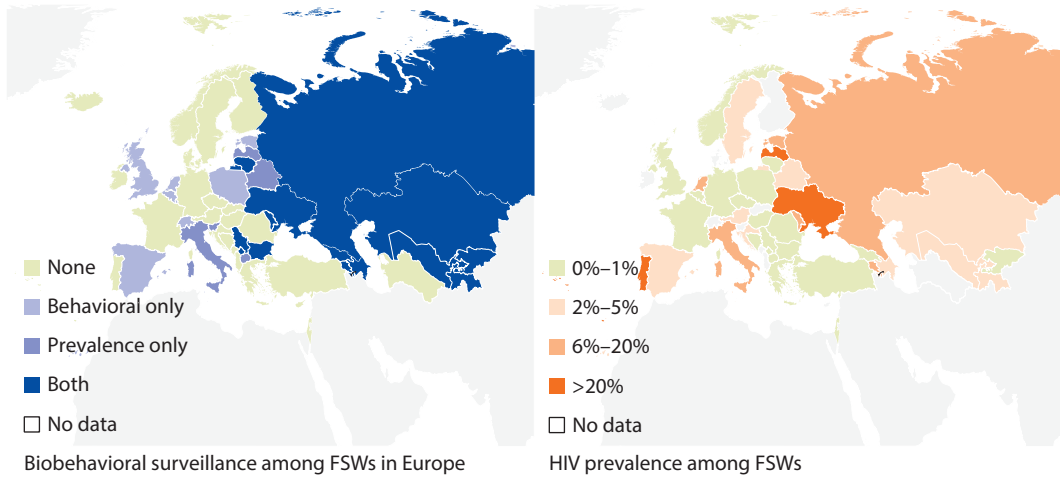 None
Behavioral only
Prevalence only
Both
No data
Biobehavioral surveillance among FSWs in Europe
0%–1%
2%–5%
6%–20%
>20%
No data
HIV prevalence among FSWs